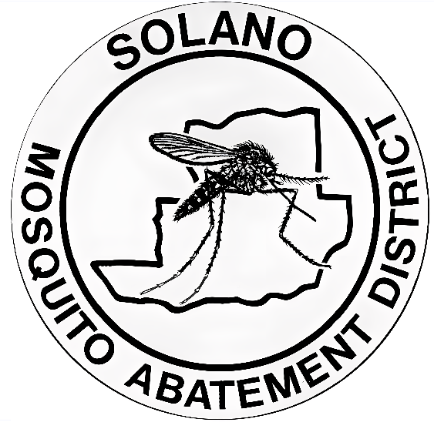 SOLANO
MOSQUITO ABATEMENT DISTRICT